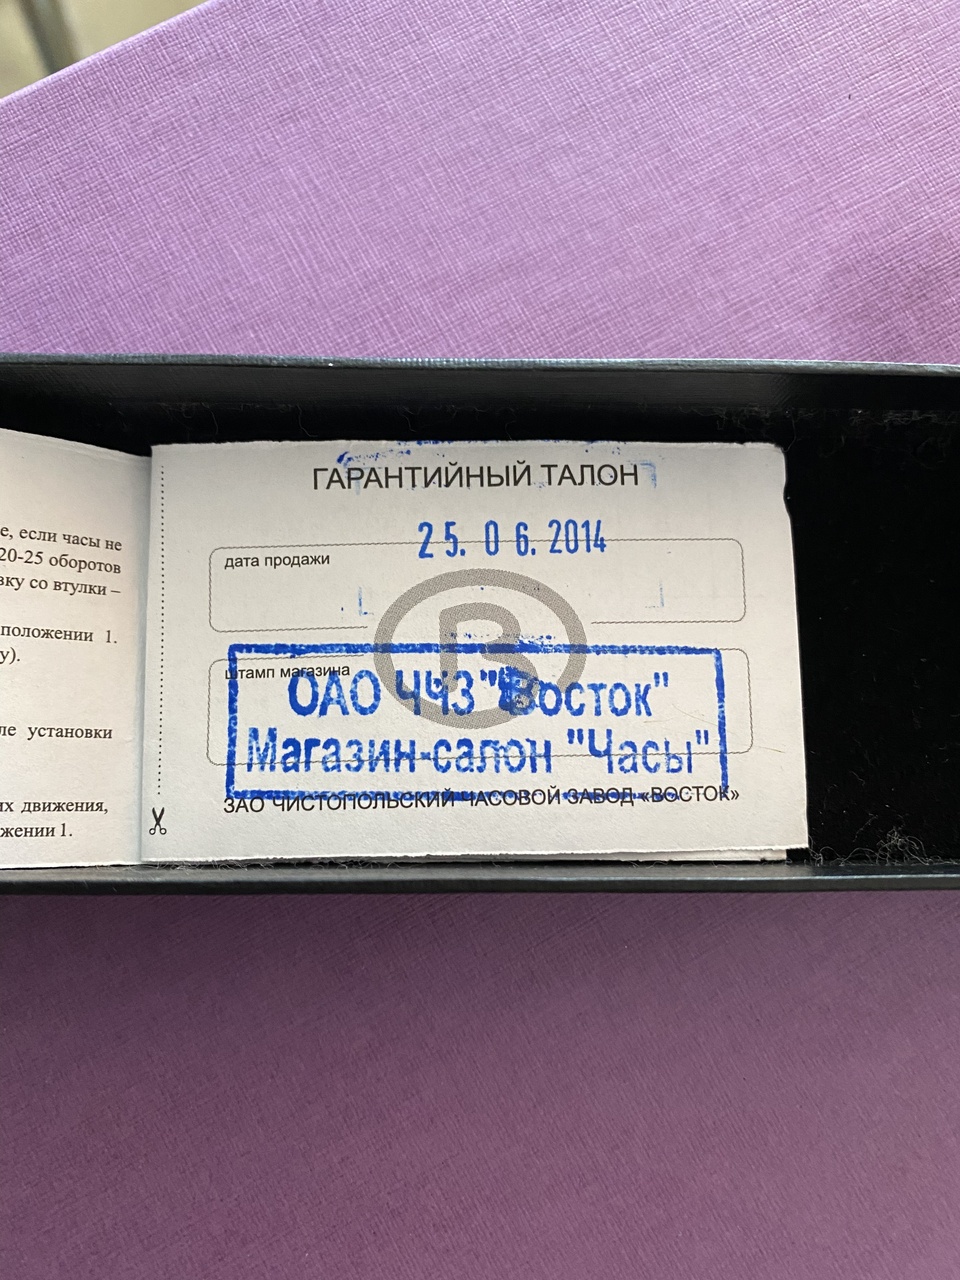 е, если часы не
20-25 оборотов
вку со втулки –
положении 1.
у).
ле установки
их движения,
жении 1.
ГАРАНТИЙНЫЙ ТАЛОН
25. 06. 2014
дата продажи
В
штамп магазина
ОАО ЧЧЗ "Восток"
Магазин-салон "Часы"
ЗАО ЧИСТОПОЛЬСКИЙ ЧАСОВОЙ ЗАВОД «ВОСТОК»